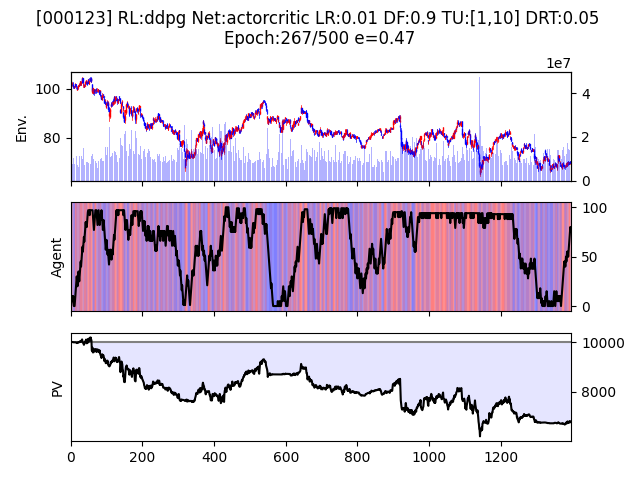 [000123] RL:ddpg Net:actorcritic LR:0.01 DF:0.9 TU:[1,10] DRT:0.05
Epoch:267/500 e=0.47
1e7
100
80
Env.
4
2
0
Agent
100
50
0
PV
10000
8000
0 200 400 600 800 1000 1200